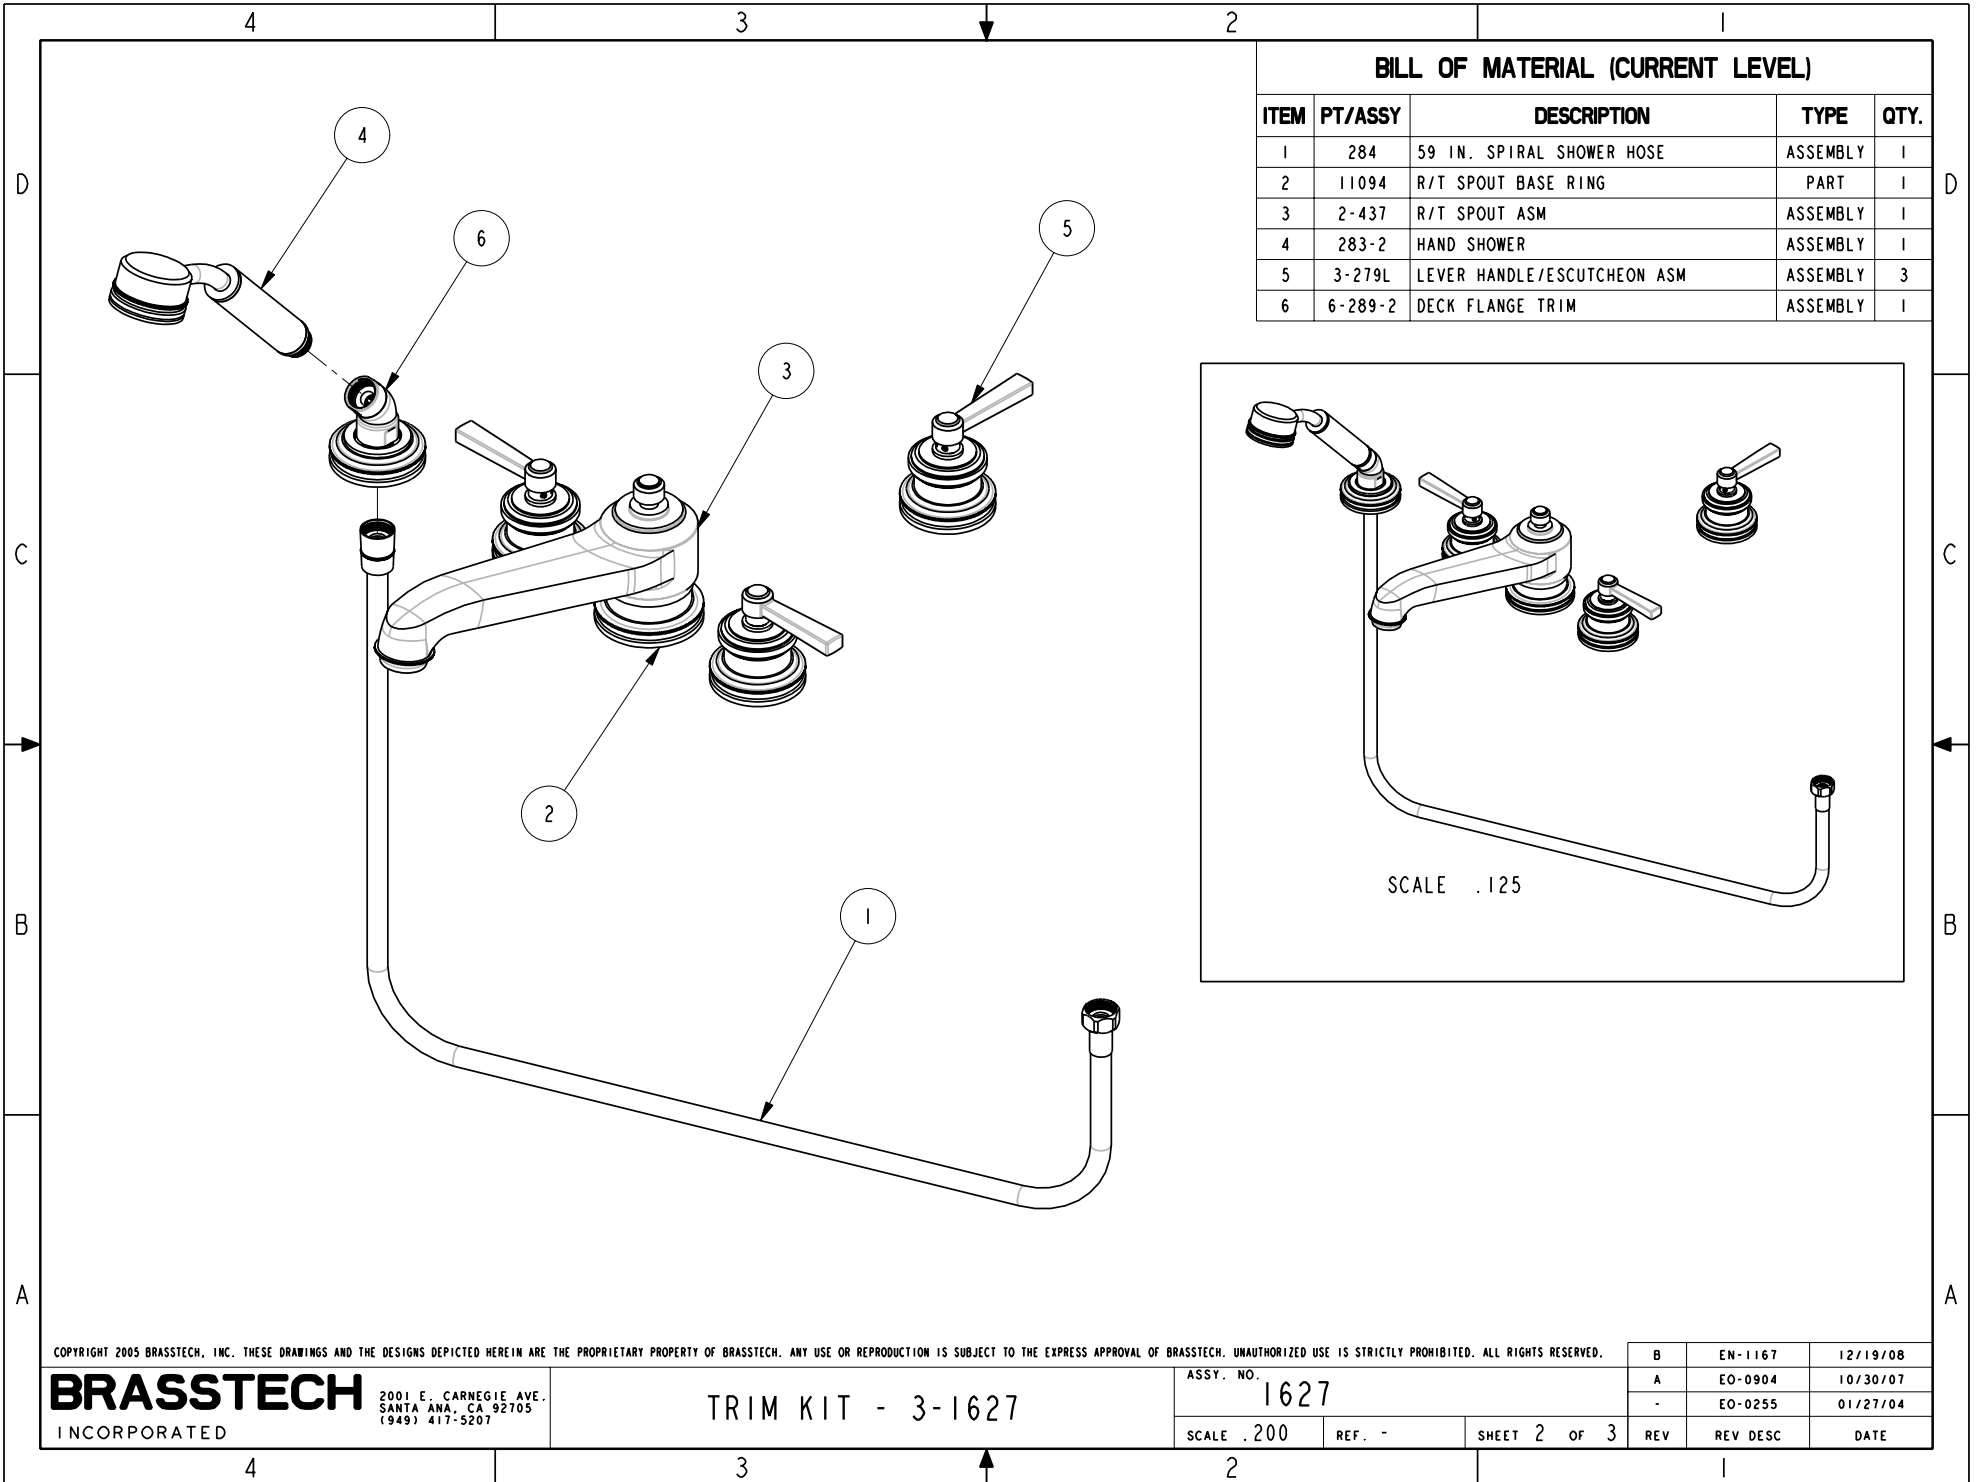 4 3 2 1
BILL OF MATERIAL (CURRENT LEVEL)
ITEM PT/ASSY DESCRIPTION TYPE QTY.
1 284 59 IN. SPIRAL SHOWER HOSE ASSEMBLY 1
2 11094 R/T SPOUT BASE RING PART 1
3 2-437 R/T SPOUT ASM ASSEMBLY 1
4 283-2 HAND SHOWER ASSEMBLY 1
5 3-279L LEVER HANDLE/ESCUTCHEON ASM ASSEMBLY 3
6 6-289-2 DECK FLANGE TRIM ASSEMBLY 1
D D
4
6
5
3
C C
2
1
SCALE .125
B B
A A
COPYRIGHT 2005 BRASSTECH, INC. THESE DRAWINGS AND THE DESIGNS DEPICTED HEREIN ARE THE PROPRIETARY PROPERTY OF BRASSTECH. ANY USE OR REPRODUCTION IS SUBJECT TO THE EXPRESS APPROVAL OF BRASSTECH. UNAUTHORIZED USE IS STRICTLY PROHIBITED. ALL RIGHTS RESERVED.
BRASSTECH
INCORPORATED
2001 E. CARNEGIE AVE.
SANTA ANA, CA 92705
(949) 417-5207
TRIM KIT - 3-1627
ASSY. NO. 1627
SCALE .200 REF. - SHEET 2 OF 3
B EN-1167 12/19/08
A EO-0904 10/30/07
- EO-0255 01/27/04
REV REV DESC DATE
4 3 2 1